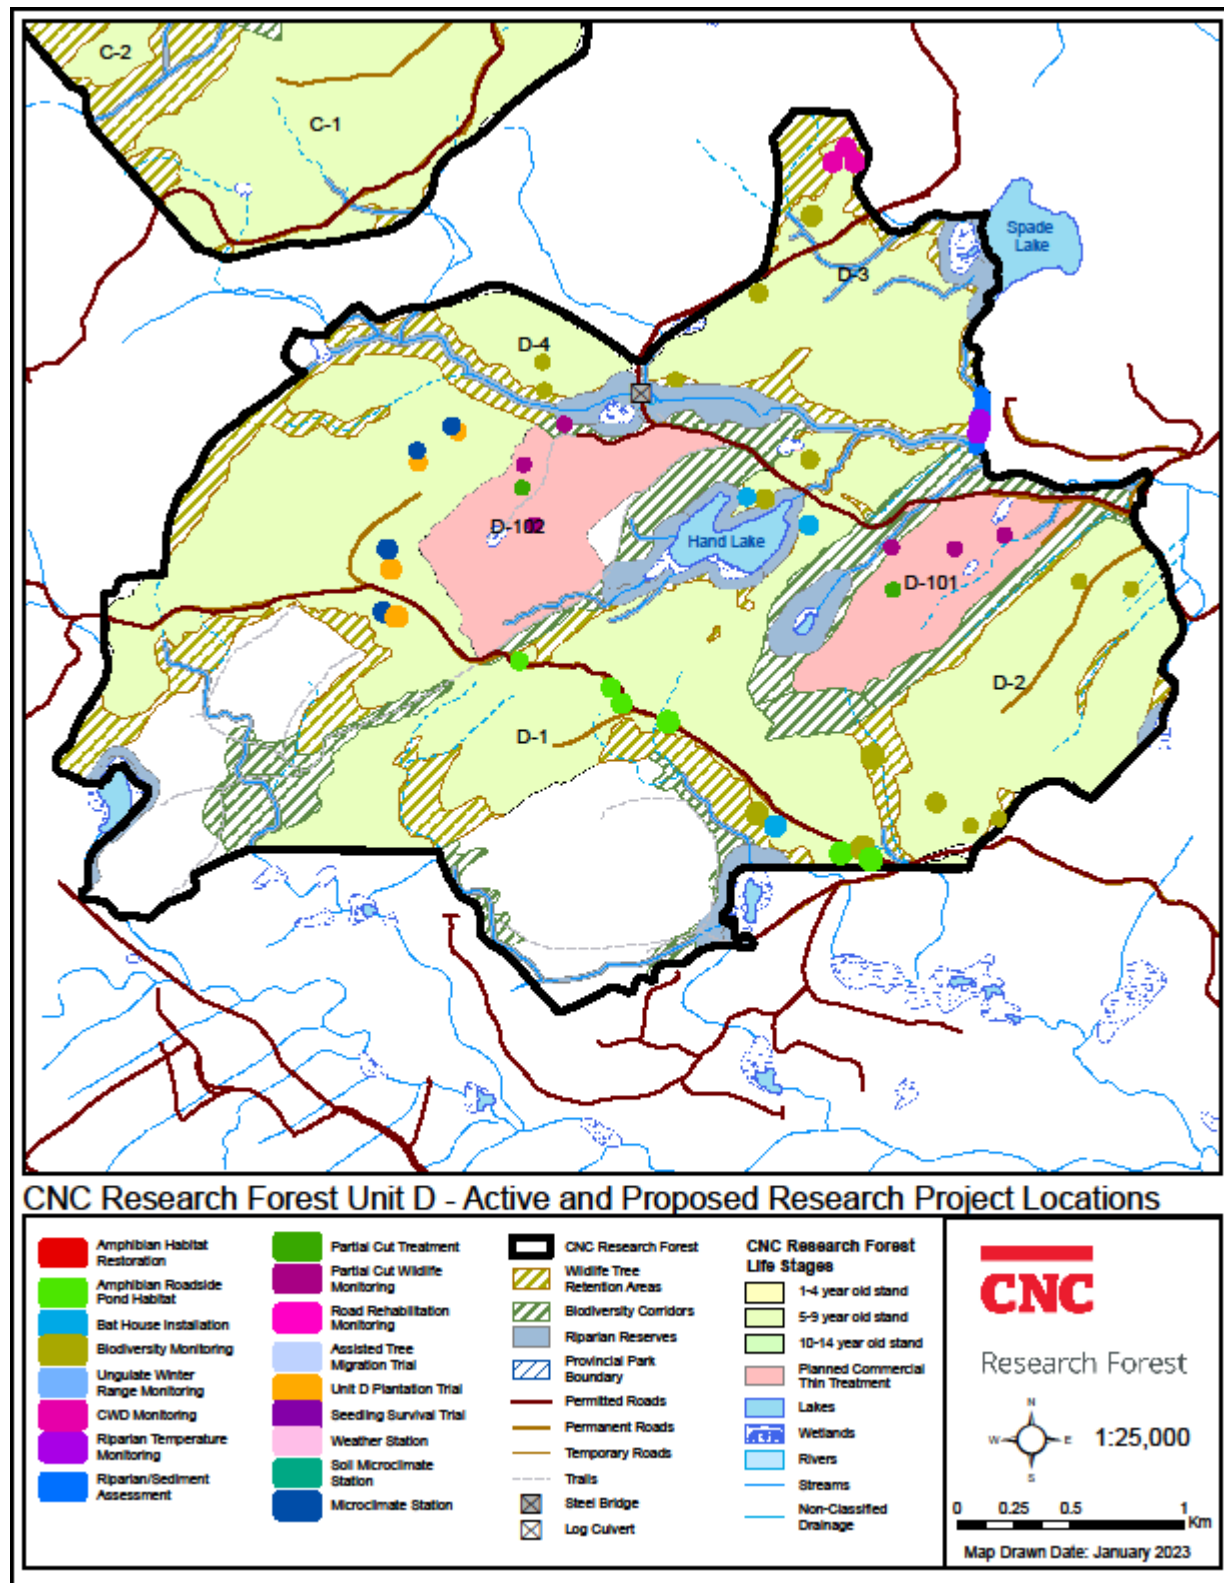 C-2
C-1
Spade
Lake
D-3
D-4
D-102
Hand Lake
D-101
D-2
D-1
CNC Research Forest Unit D - Active and Proposed Research Project Locations
Amphibian Habitat
Restoration
Amphibian Roadside
Pond Habitat
Bat House Installation
Biodiversity Monitoring
Ungulate Winter
Range Monitoring
CWD Monitoring
Riparian Temperature
Monitoring
Riparian/Sediment
Assessment
Partial Cut Treatment
Partial Cut Wildlife
Monitoring
Road Rehabilitation
Monitoring
Assisted Tree
Migration Trial
Unit D Plantation Trial
Seedling Survival Trial
Weather Station
Soil Microclimate
Station
Microclimate Station
CNC Research Forest
Wildlife Tree
Retention Areas
Biodiversity Corridors
Riparian Reserves
Provincial Park
Boundary
Permitted Roads
Permanent Roads
Temporary Roads
Trails
Steel Bridge
Log Culvert
CNC Research Forest
Life Stages
1-4 year old stand
5-9 year old stand
10-14 year old stand
Planned Commercial
Thin Treatment
Lakes
Wetlands
Rivers
Streams
Non-Classified
Drainage
CNC
Research Forest
N
W E
S
1:25,000
0 0.25 0.5 1
Km
Map Drawn Date: January 2023